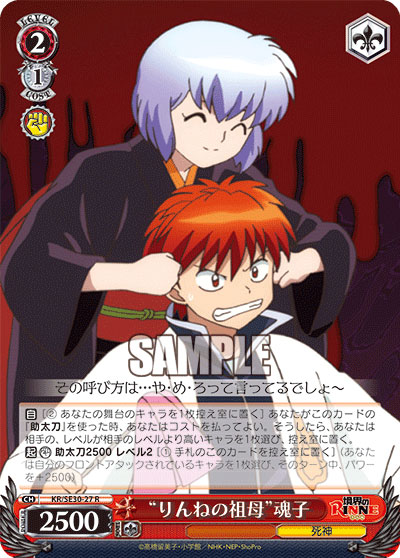 LEVEL
2
1
COST
SAMPLE
その呼び方は…や・め・ろって言ってるでしょ～
自【② あなたの舞台のキャラを1枚控え室に置く】 あなたがこのカードの
『助太刀』を使った時、あなたはコストを払ってよい。そうしたら、あなたは
相手の、レベルが相手のレベルより高いキャラを1枚選び、控え室に置く。
起 助太刀2500 レベル2 【① 手札のこのカードを控え室に置く】 （あなた
は自分のフロントアタックされているキャラを1枚選び、そのターン中、パワー
を+2500）
CH KR/SE30-27 R
POWER
2500
“りんねの祖母”魂子
境界のRINNE
死神
©高橋留美子・小学館／NHK・NEP・ShoPro